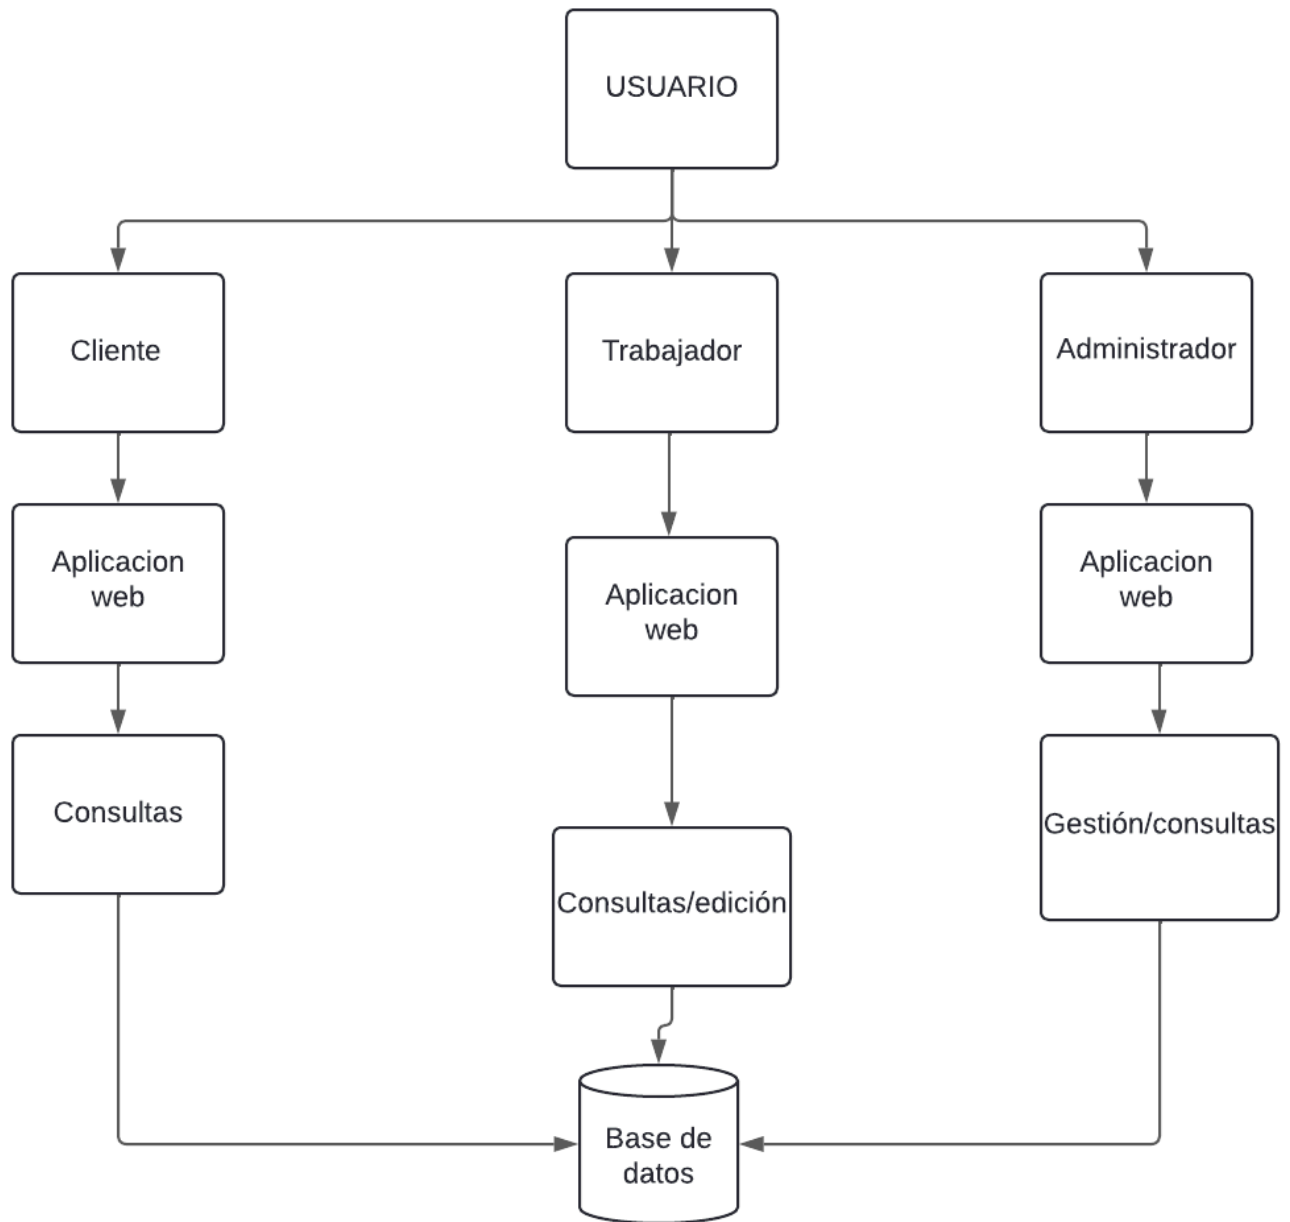 USUARIO
Cliente
Trabajador
Administrador
Aplicacion
web
Aplicacion
web
Aplicacion
web
Consultas
Consultas/edición
Gestión/consultas
Base de
datos